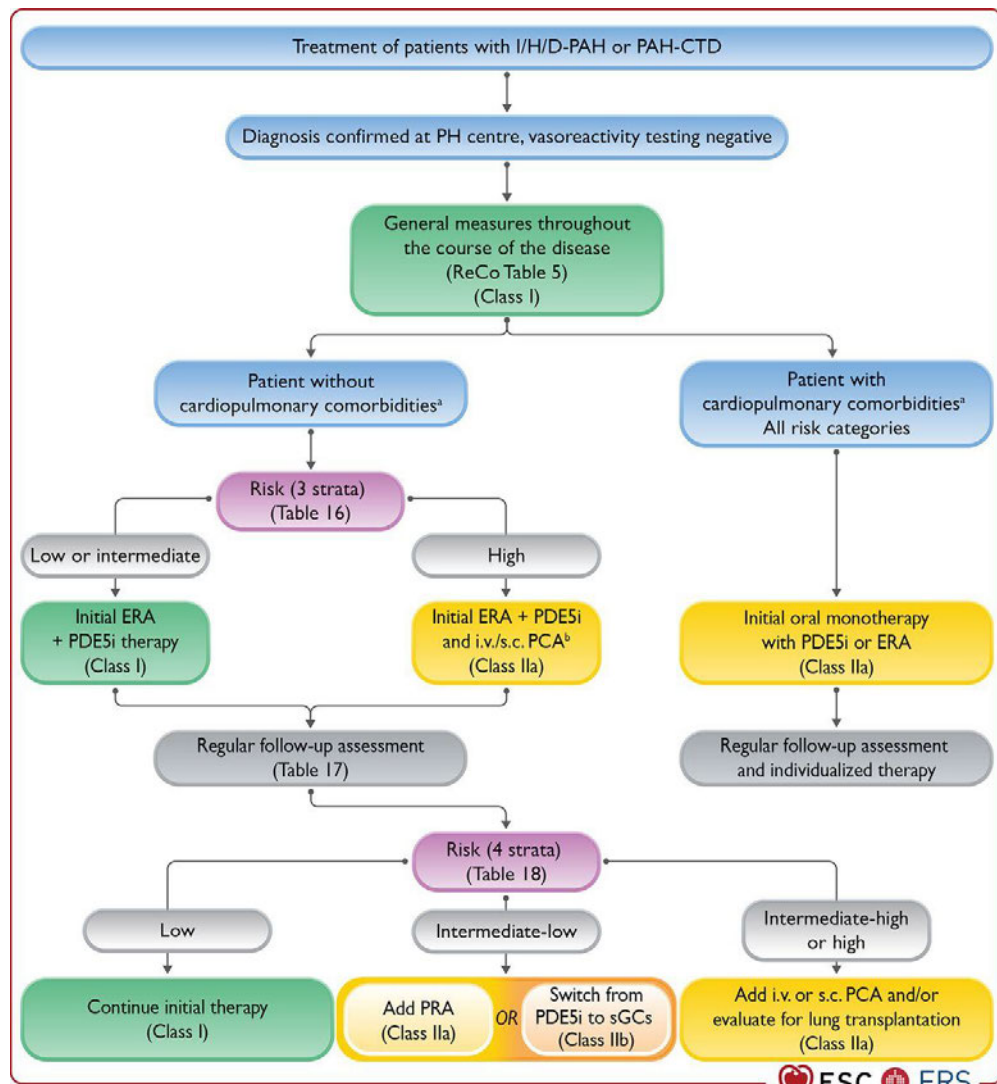 Treatment of patients with I/H/D-PAH or PAH-CTD
Diagnosis confirmed at PH centre, vasoreactivity testing negative
General measures throughout
the course of the disease
(ReCo Table 5)
(Class I)
Patient without
cardiopulmonary comorbiditiesᵃ
Patient with
cardiopulmonary comorbiditiesᵃ
All risk categories
Risk (3 strata)
(Table 16)
Low or intermediate
High
Initial ERA
+ PDE5i therapy
(Class I)
Initial ERA + PDE5i
and i.v./s.c. PCAᵇ
(Class IIa)
Initial oral monotherapy
with PDE5i or ERA
(Class IIa)
Regular follow-up assessment
(Table 17)
Regular follow-up assessment
and individualized therapy
Risk (4 strata)
(Table 18)
Low
Intermediate-low
Intermediate-high
or high
Continue initial therapy
(Class I)
Add PRA
(Class IIa)
OR
Switch from
PDE5i to sGCs
(Class IIb)
Add i.v. or s.c. PCA and/or
evaluate for lung transplantation
(Class IIa)
ESC ERS